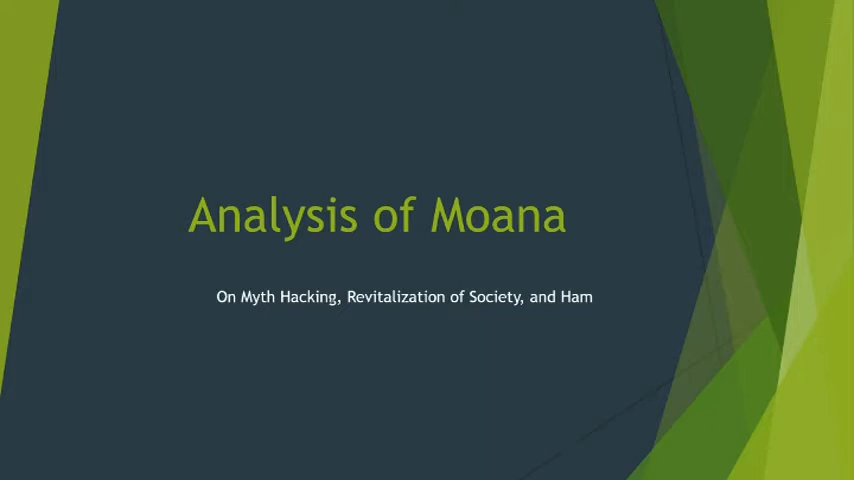 Analysis of Moana
On Myth Hacking, Revitalization of Society, and Ham